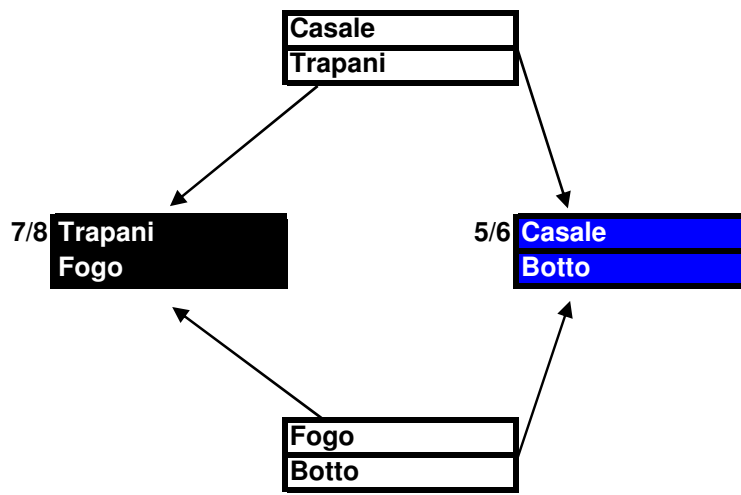 Casale
Trapani
7/8 Trapani
Fogo
5/6 Casale
Botto
Fogo
Botto